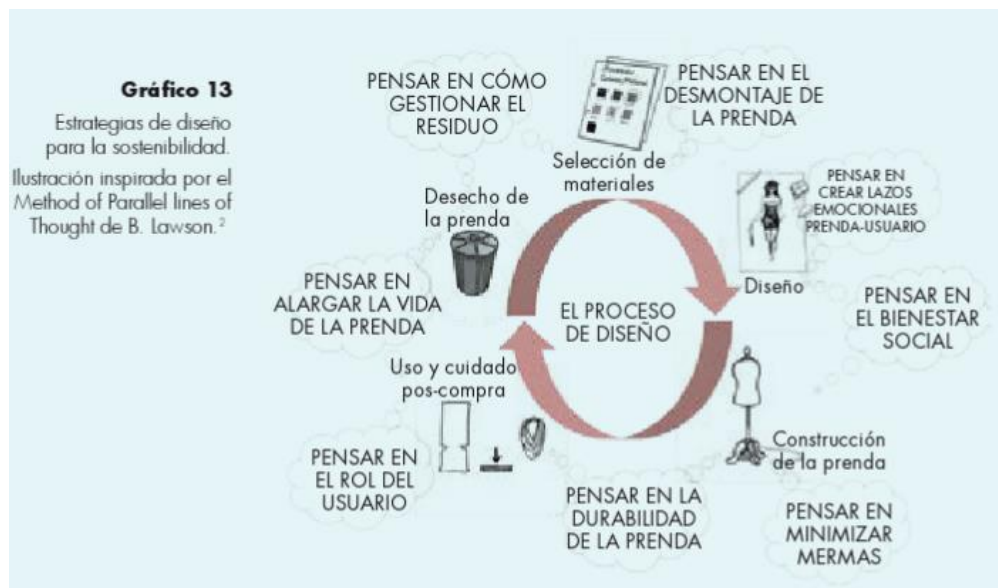 Gráfico 13
Estrategias de diseño
para la sostenibilidad.
Ilustración inspirada por el
Method of Parallel lines of
Thought de B. Lawson.²
PENSAR EN CÓMO
GESTIONAR EL
RESIDUO
PENSAR EN EL
DESMONTAJE DE
LA PRENDA
Selección de
materiales
Desecho de
la prenda
PENSAR EN
CREAR LAZOS
EMOCIONALES
PRENDA-USUARIO
Diseño
PENSAR EN
ALARGAR LA VIDA
DE LA PRENDA
EL PROCESO
DE DISEÑO
PENSAR EN
EL BIENESTAR
SOCIAL
Uso y cuidado
pos-compra
Construcción
de la prenda
PENSAR EN
EL ROL DEL
USUARIO
PENSAR EN LA
DURABILIDAD
DE LA PRENDA
PENSAR EN
MINIMIZAR
MERMAS